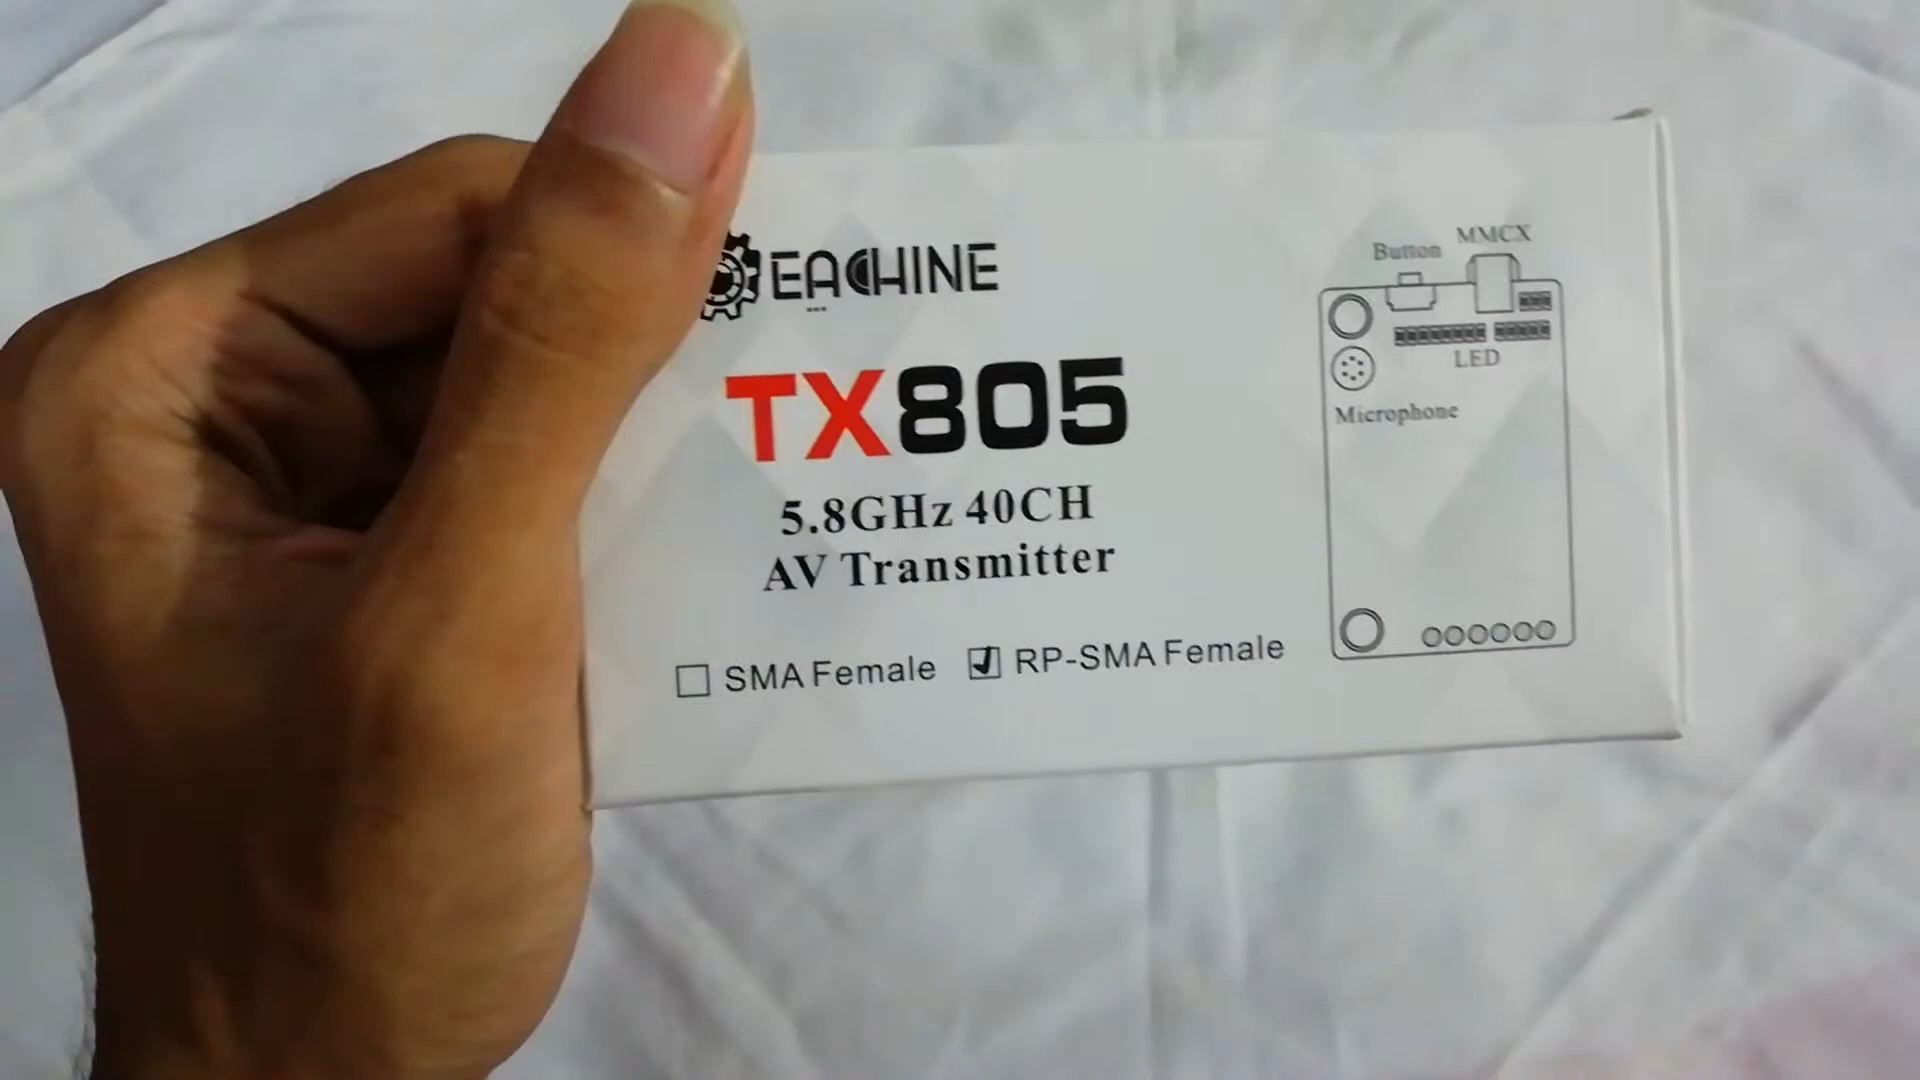 EACHINE
TX805
5.8GHz 40CH
AV Transmitter
SMA Female RP-SMA Female
Button MMCX
LED
Microphone